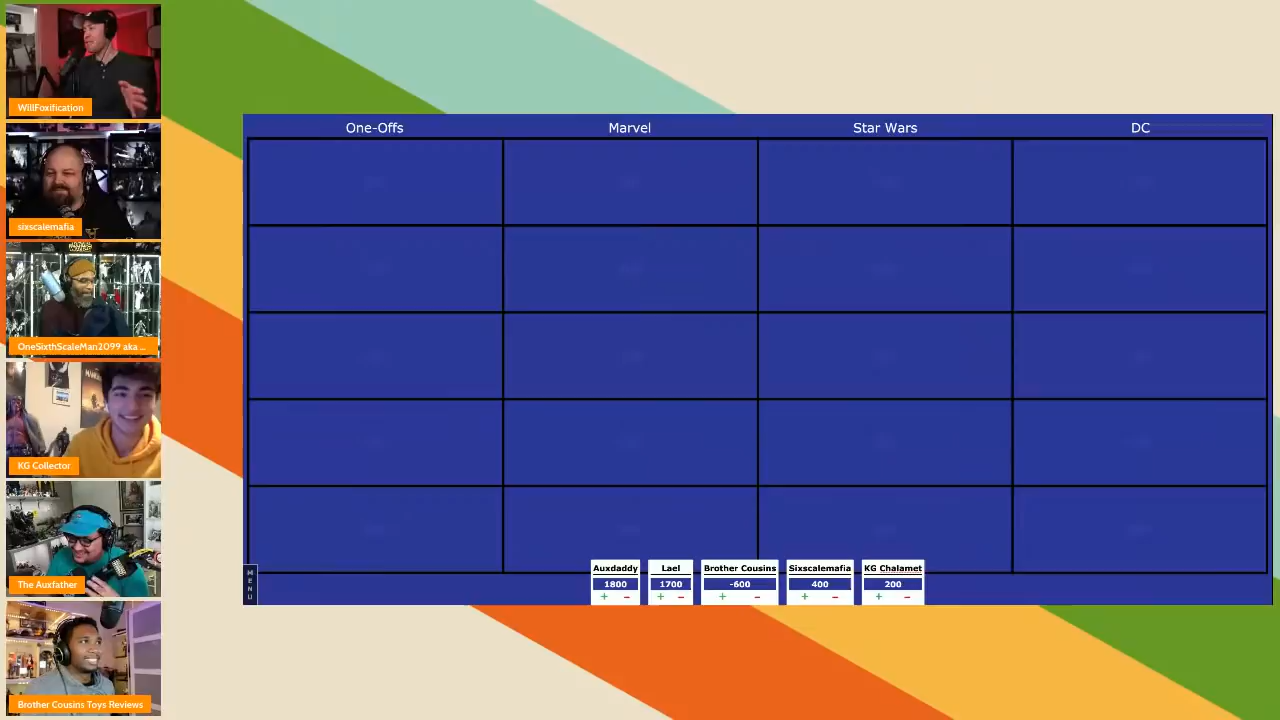 WillFoxification
sixscalemafia
OneSixthScaleMan2099 aka ...
KG Collector
The Auxfather
Brother Cousins Toys Reviews
One-Offs Marvel Star Wars DC
MENU
Auxdaddy Lael Brother Cousins Sixscalemafia KG Chalamet
1800 1700 -600 400 200
+ − + − + − + − + −